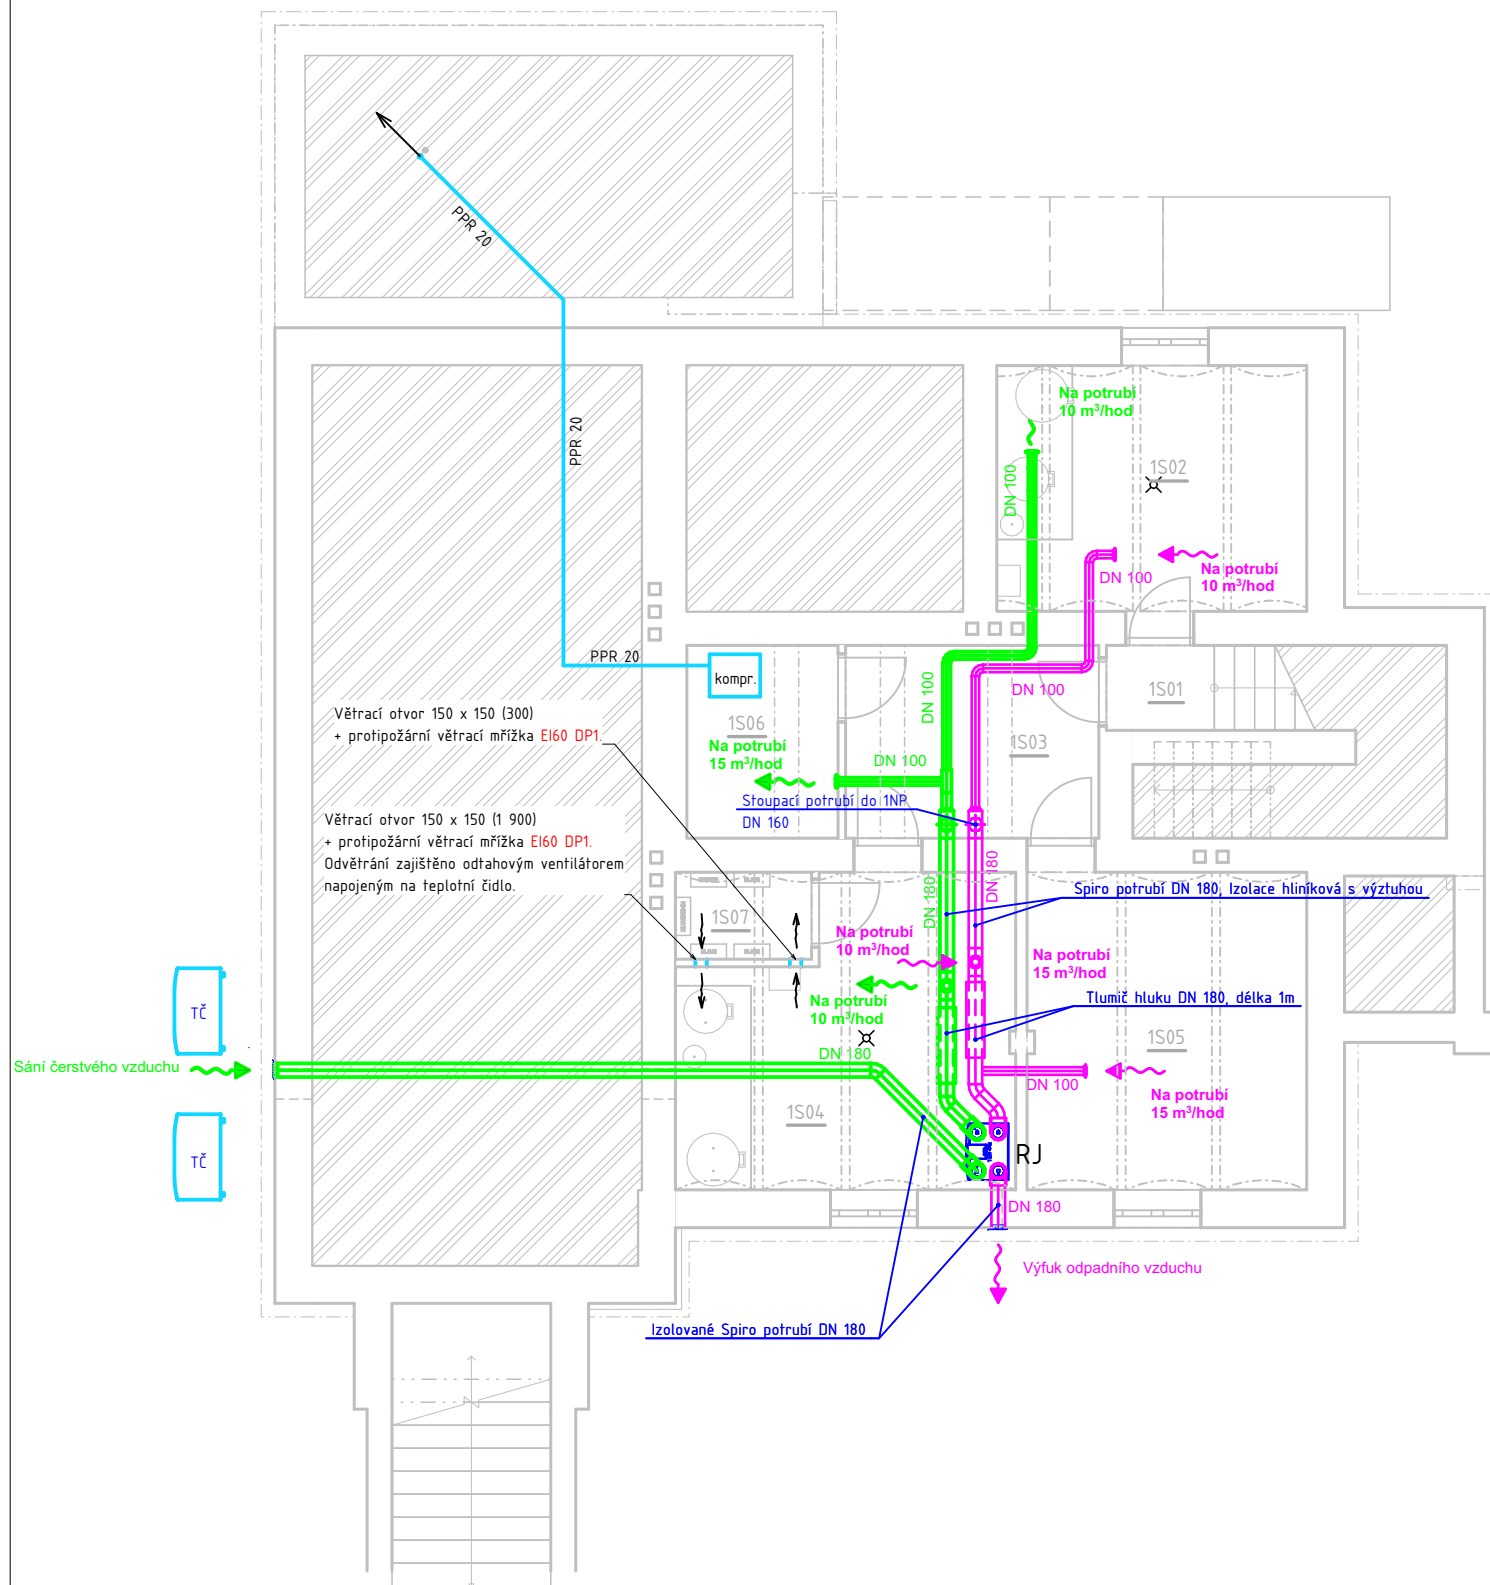 PPR 20
PPR 20
PPR 20
kompr.
Na potrubí
10 m³/hod
DN 100
1S02
DN 100
Na potrubí
10 m³/hod
DN 100
DN 100
1S01
1S03
1S06
Na potrubí
15 m³/hod
DN 100
Stoupací potrubí do 1NP
DN 160
Větrací otvor 150 x 150 (300)
+ protipožární větrací mřížka EI60 DP1.
Větrací otvor 150 x 150 (1 900)
+ protipožární větrací mřížka EI60 DP1.
Odvětrání zajištěno odtahovým ventilátorem
napojeným na teplotní čidlo.
DN 180
DN 180
Spiro potrubí DN 180, Izolace hliníková s výztuhou
1S07
Na potrubí
10 m³/hod
Na potrubí
15 m³/hod
Na potrubí
10 m³/hod
Tlumič hluku DN 180, délka 1m
TČ
Sání čerstvého vzduchu
DN 180
1S05
DN 100
Na potrubí
15 m³/hod
1S04
TČ
RJ
DN 180
Výfuk odpadního vzduchu
Izolované Spiro potrubí DN 180